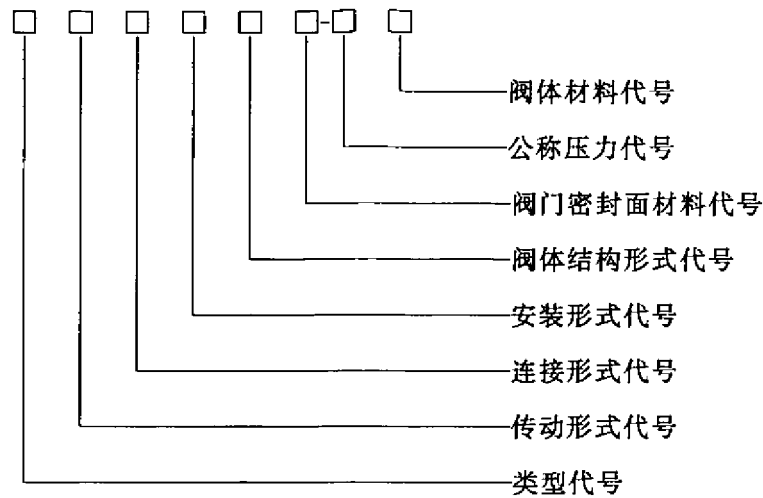 □ □ □ □ □ □-□ □
阀体材料代号
公称压力代号
阀门密封面材料代号
阀体结构形式代号
安装形式代号
连接形式代号
传动形式代号
类型代号